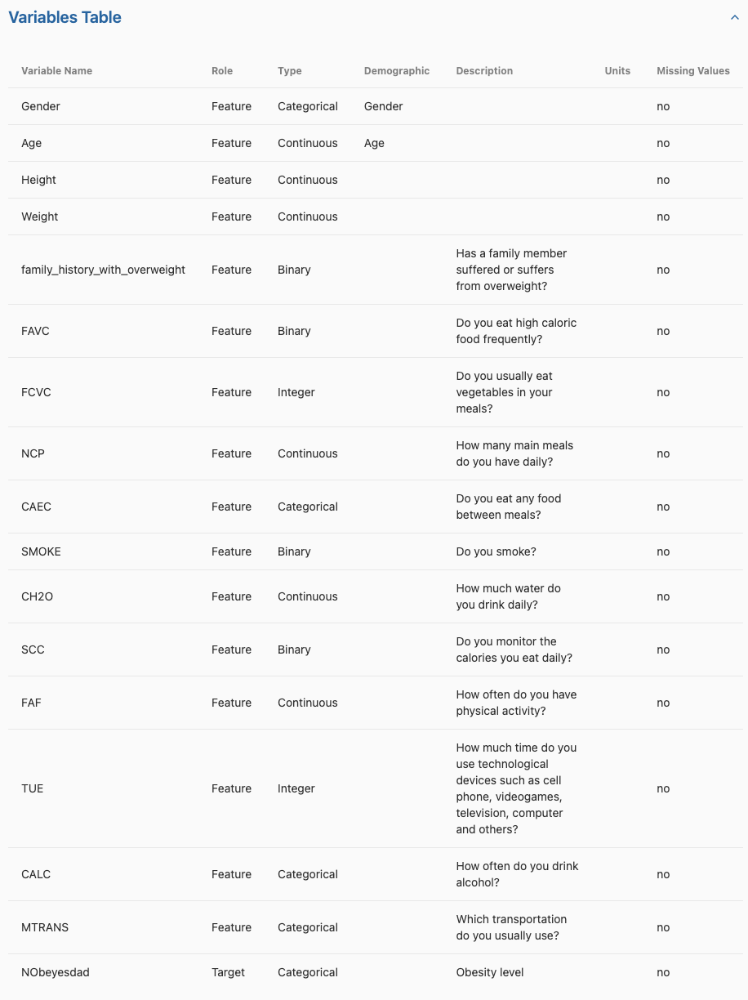 Variables Table
Variable Name Role Type Demographic Description Units Missing Values
Gender Feature Categorical Gender no
Age Feature Continuous Age no
Height Feature Continuous no
Weight Feature Continuous no
family_history_with_overweight Feature Binary Has a family member
suffered or suffers
from overweight? no
FAVC Feature Binary Do you eat high caloric
food frequently? no
FCVC Feature Integer Do you usually eat
vegetables in your
meals? no
NCP Feature Continuous How many main meals
do you have daily? no
CAEC Feature Categorical Do you eat any food
between meals? no
SMOKE Feature Binary Do you smoke? no
CH2O Feature Continuous How much water do
you drink daily? no
SCC Feature Binary Do you monitor the
calories you eat daily? no
FAF Feature Continuous How often do you have
physical activity? no
TUE Feature Integer How much time do you
use technological
devices such as cell
phone, videogames,
television, computer
and others? no
CALC Feature Categorical How often do you drink
alcohol? no
MTRANS Feature Categorical Which transportation
do you usually use? no
NObeyesdad Target Categorical Obesity level no